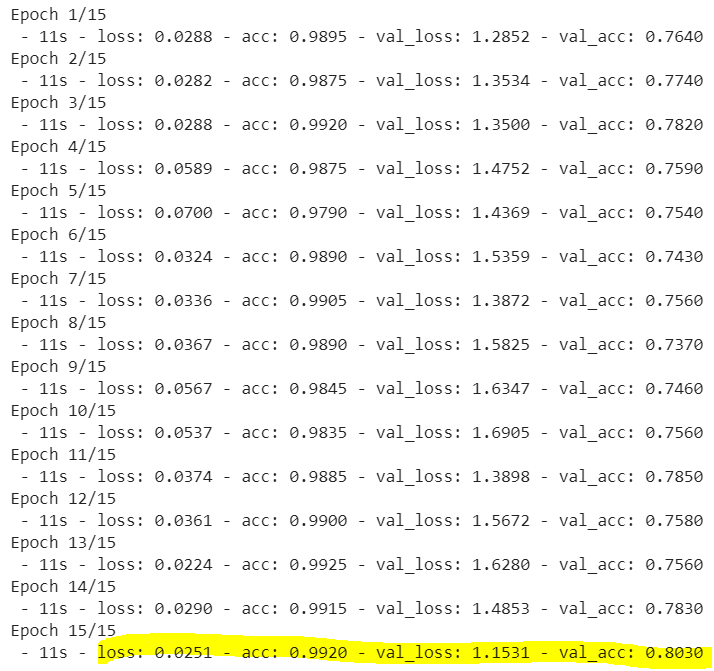 Epoch 1/15
- 11s - loss: 0.0288 - acc: 0.9895 - val_loss: 1.2852 - val_acc: 0.7640
Epoch 2/15
- 11s - loss: 0.0282 - acc: 0.9875 - val_loss: 1.3534 - val_acc: 0.7740
Epoch 3/15
- 11s - loss: 0.0288 - acc: 0.9920 - val_loss: 1.3500 - val_acc: 0.7820
Epoch 4/15
- 11s - loss: 0.0589 - acc: 0.9875 - val_loss: 1.4752 - val_acc: 0.7590
Epoch 5/15
- 11s - loss: 0.0700 - acc: 0.9790 - val_loss: 1.4369 - val_acc: 0.7540
Epoch 6/15
- 11s - loss: 0.0324 - acc: 0.9890 - val_loss: 1.5359 - val_acc: 0.7430
Epoch 7/15
- 11s - loss: 0.0336 - acc: 0.9905 - val_loss: 1.3872 - val_acc: 0.7560
Epoch 8/15
- 11s - loss: 0.0367 - acc: 0.9890 - val_loss: 1.5825 - val_acc: 0.7370
Epoch 9/15
- 11s - loss: 0.0567 - acc: 0.9845 - val_loss: 1.6347 - val_acc: 0.7460
Epoch 10/15
- 11s - loss: 0.0537 - acc: 0.9835 - val_loss: 1.6905 - val_acc: 0.7560
Epoch 11/15
- 11s - loss: 0.0374 - acc: 0.9885 - val_loss: 1.3898 - val_acc: 0.7850
Epoch 12/15
- 11s - loss: 0.0361 - acc: 0.9900 - val_loss: 1.5672 - val_acc: 0.7580
Epoch 13/15
- 11s - loss: 0.0224 - acc: 0.9925 - val_loss: 1.6280 - val_acc: 0.7560
Epoch 14/15
- 11s - loss: 0.0290 - acc: 0.9915 - val_loss: 1.4853 - val_acc: 0.7830
Epoch 15/15
- 11s - loss: 0.0251 - acc: 0.9920 - val_loss: 1.1531 - val_acc: 0.8030